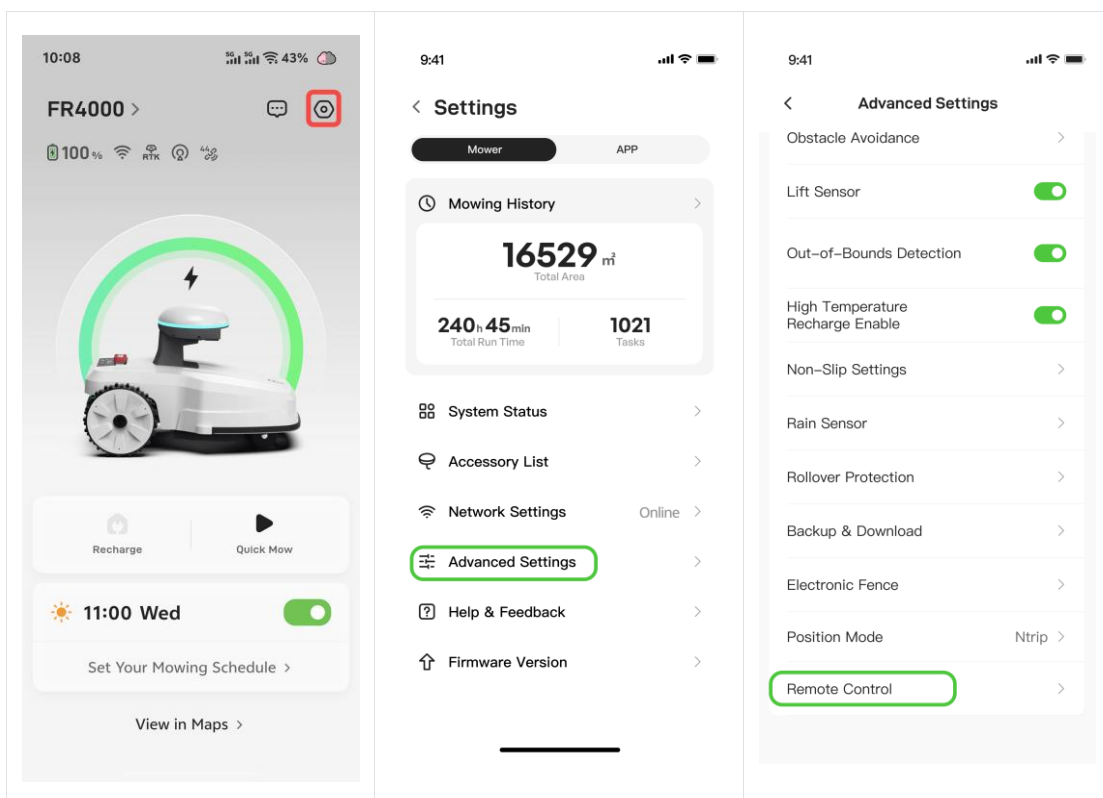 10:08
5G 5G 43%
FR4000 >
100%
RTK
44
Recharge
Quick Mow
11:00 Wed
Set Your Mowing Schedule >
View in Maps >
9:41
< Settings
Mower
APP
Mowing History
16529 m²
Total Area
240h 45min
Total Run Time
1021
Tasks
System Status
Accessory List
Network Settings
Online
Advanced Settings
Help & Feedback
Firmware Version
9:41
< Advanced Settings
Obstacle Avoidance
Lift Sensor
Out-of-Bounds Detection
High Temperature
Recharge Enable
Non-Slip Settings
Rain Sensor
Rollover Protection
Backup & Download
Electronic Fence
Position Mode
Ntrip
Remote Control